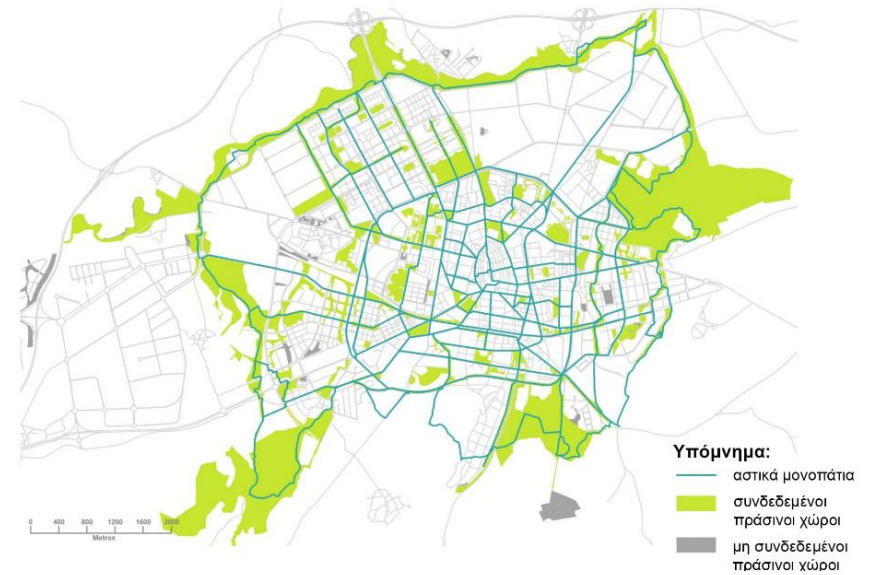 Υπόμνημα:
αστικά μονοπάτια
συνδεδεμένοι
πράσινοι χώροι
μη συνδεδεμένοι
πράσινοι χώροι
0 400 800 1200 1600 2000
Metros